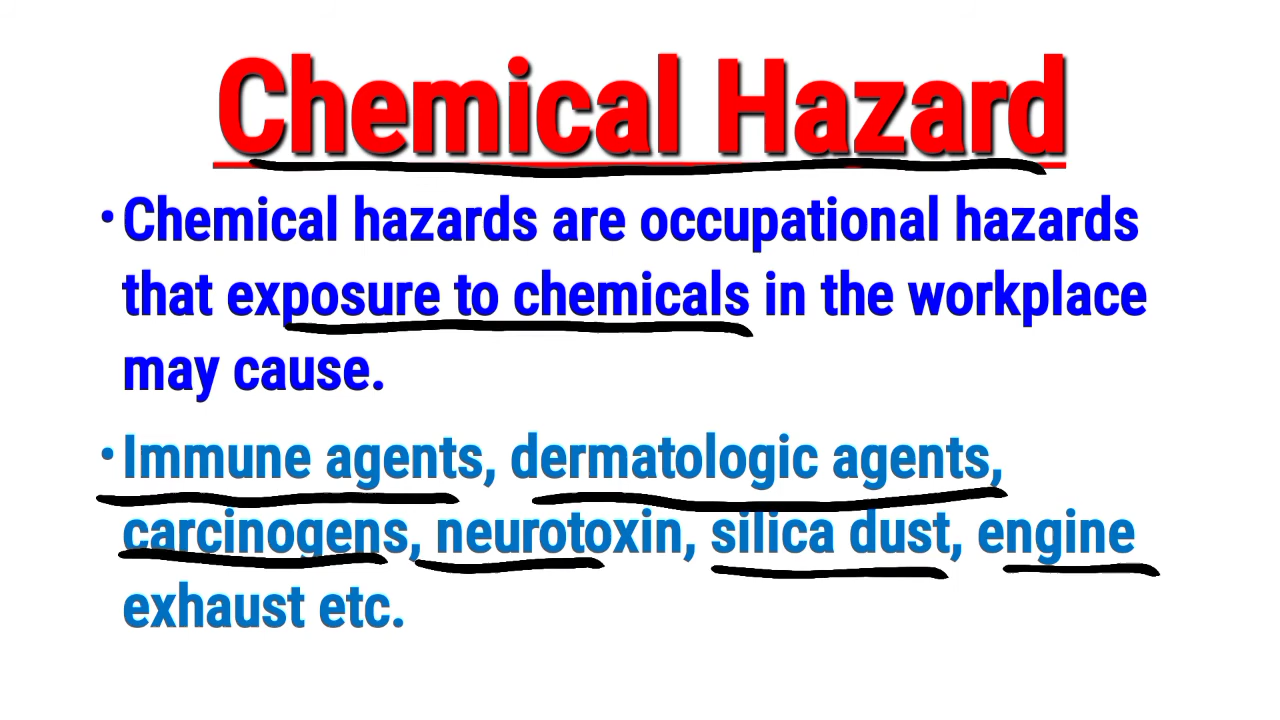 Chemical Hazard
• Chemical hazards are occupational hazards
that exposure to chemicals in the workplace
may cause.
• Immune agents, dermatologic agents,
carcinogens, neurotoxin, silica dust, engine
exhaust etc.